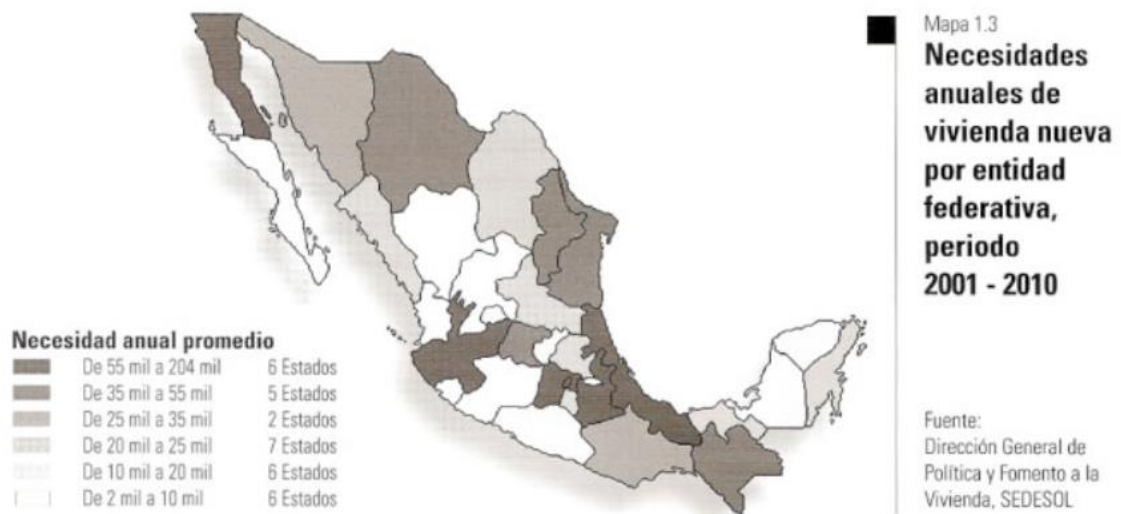 Mapa 1.3
Necesidades
anuales de
vivienda nueva
por entidad
federativa,
periodo
2001 - 2010
Necesidad anual promedio
De 55 mil a 204 mil 6 Estados
De 35 mil a 55 mil 5 Estados
De 25 mil a 35 mil 2 Estados
De 20 mil a 25 mil 7 Estados
De 10 mil a 20 mil 6 Estados
De 2 mil a 10 mil 6 Estados
Fuente:
Dirección General de
Política y Fomento a la
Vivienda, SEDESOL